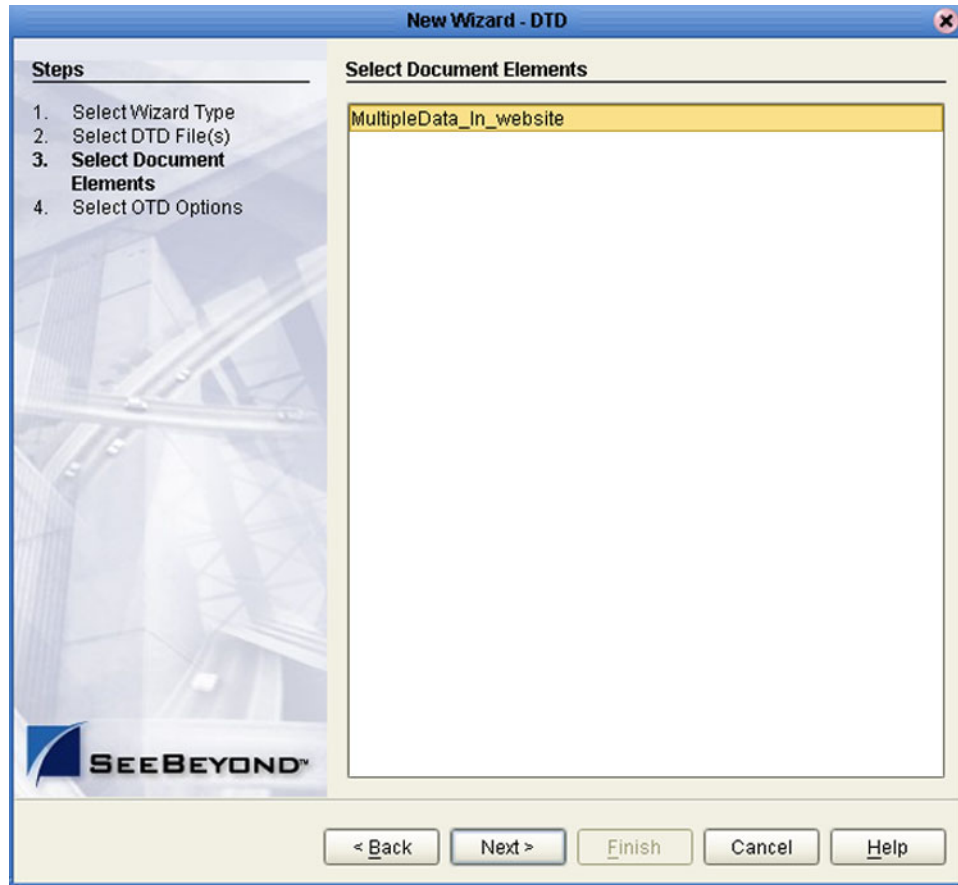 New Wizard - DTD
Steps
1. Select Wizard Type
2. Select DTD File(s)
3. Select Document
Elements
4. Select OTD Options
Select Document Elements
MultipleData_In_website
SEEBEYOND™
< Back
Next >
Finish
Cancel
Help